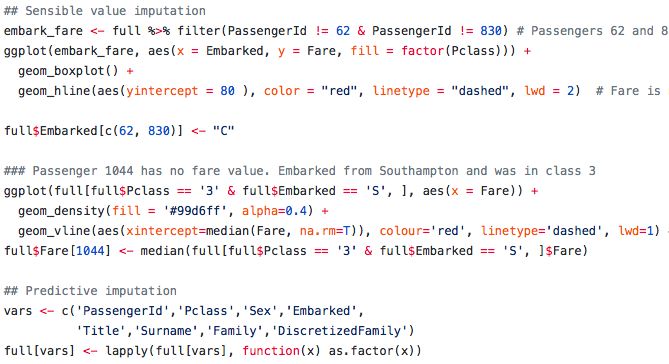 ## Sensible value imputation
embark_fare <- full %>% filter(PassengerId != 62 & PassengerId != 830) # Passengers 62 and 8
ggplot(embark_fare, aes(x = Embarked, y = Fare, fill = factor(Pclass))) +
  geom_boxplot() +
  geom_hline(aes(yintercept = 80 ), color = "red", linetype = "dashed", lwd = 2)  # Fare is
full$Embarked[c(62, 830)] <- "C"
### Passenger 1044 has no fare value. Embarked from Southampton and was in class 3
ggplot(full[full$Pclass == '3' & full$Embarked == 'S', ], aes(x = Fare)) +
  geom_density(fill = '#99d6ff', alpha=0.4) +
  geom_vline(aes(xintercept=median(Fare, na.rm=T)), colour='red', linetype='dashed', lwd=1)
full$Fare[1044] <- median(full[full$Pclass == '3' & full$Embarked == 'S', ]$Fare)
## Predictive imputation
vars <- c('PassengerId','Pclass','Sex','Embarked',
          'Title','Surname','Family','DiscretizedFamily')
full[vars] <- lapply(full[vars], function(x) as.factor(x))